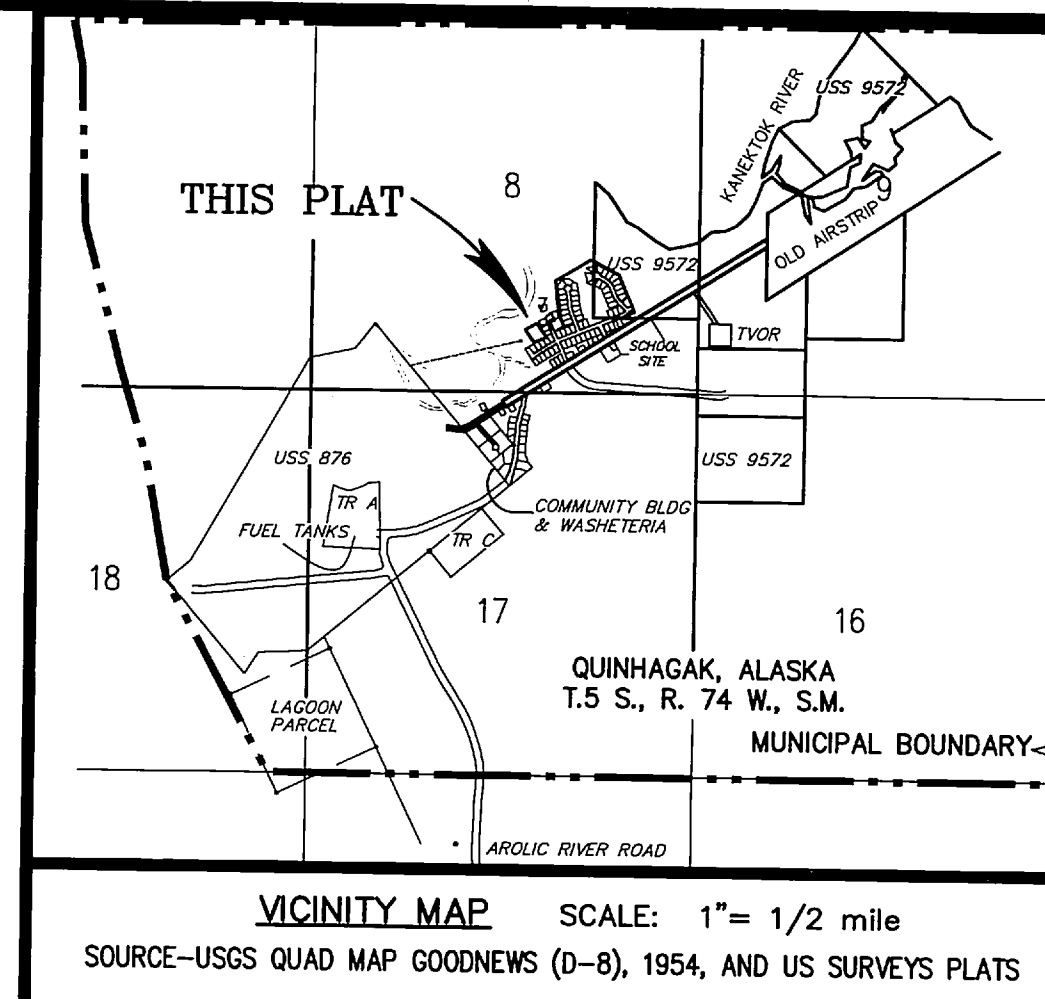 KANEKTOK RIVER
USS 9572
8
THIS PLAT
9
OLD AIRSTRIP
USS 9572
7
TVOR
SCHOOL
SITE
USS 876
USS 9572
TR A
COMMUNITY BLDG
& WASHETERIA
FUEL TANKS
TR C
18
17
16
QUINHAGAK, ALASKA
T.5 S., R. 74 W., S.M.
LAGOON
PARCEL
MUNICIPAL BOUNDARY
AROLIC RIVER ROAD
VICINITY MAP SCALE: 1"= 1/2 mile
SOURCE-USGS QUAD MAP GOODNEWS (D-8), 1954, AND US SURVEYS PLATS